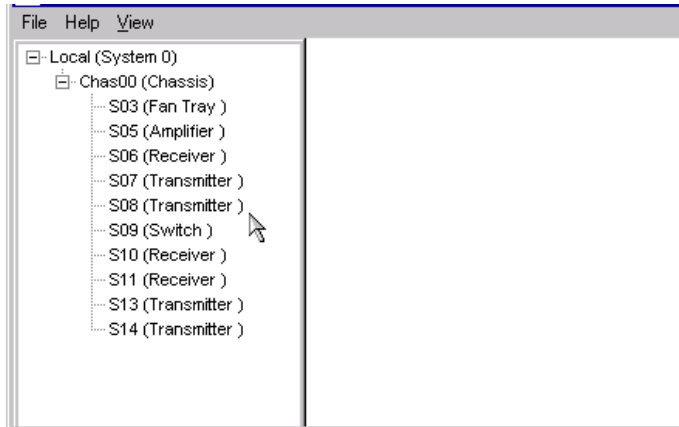 File Help View
Local (System 0)
Chas00 (Chassis)
S03 (Fan Tray )
S05 (Amplifier )
S06 (Receiver )
S07 (Transmitter )
S08 (Transmitter )
S09 (Switch )
S10 (Receiver )
S11 (Receiver )
S13 (Transmitter )
S14 (Transmitter )